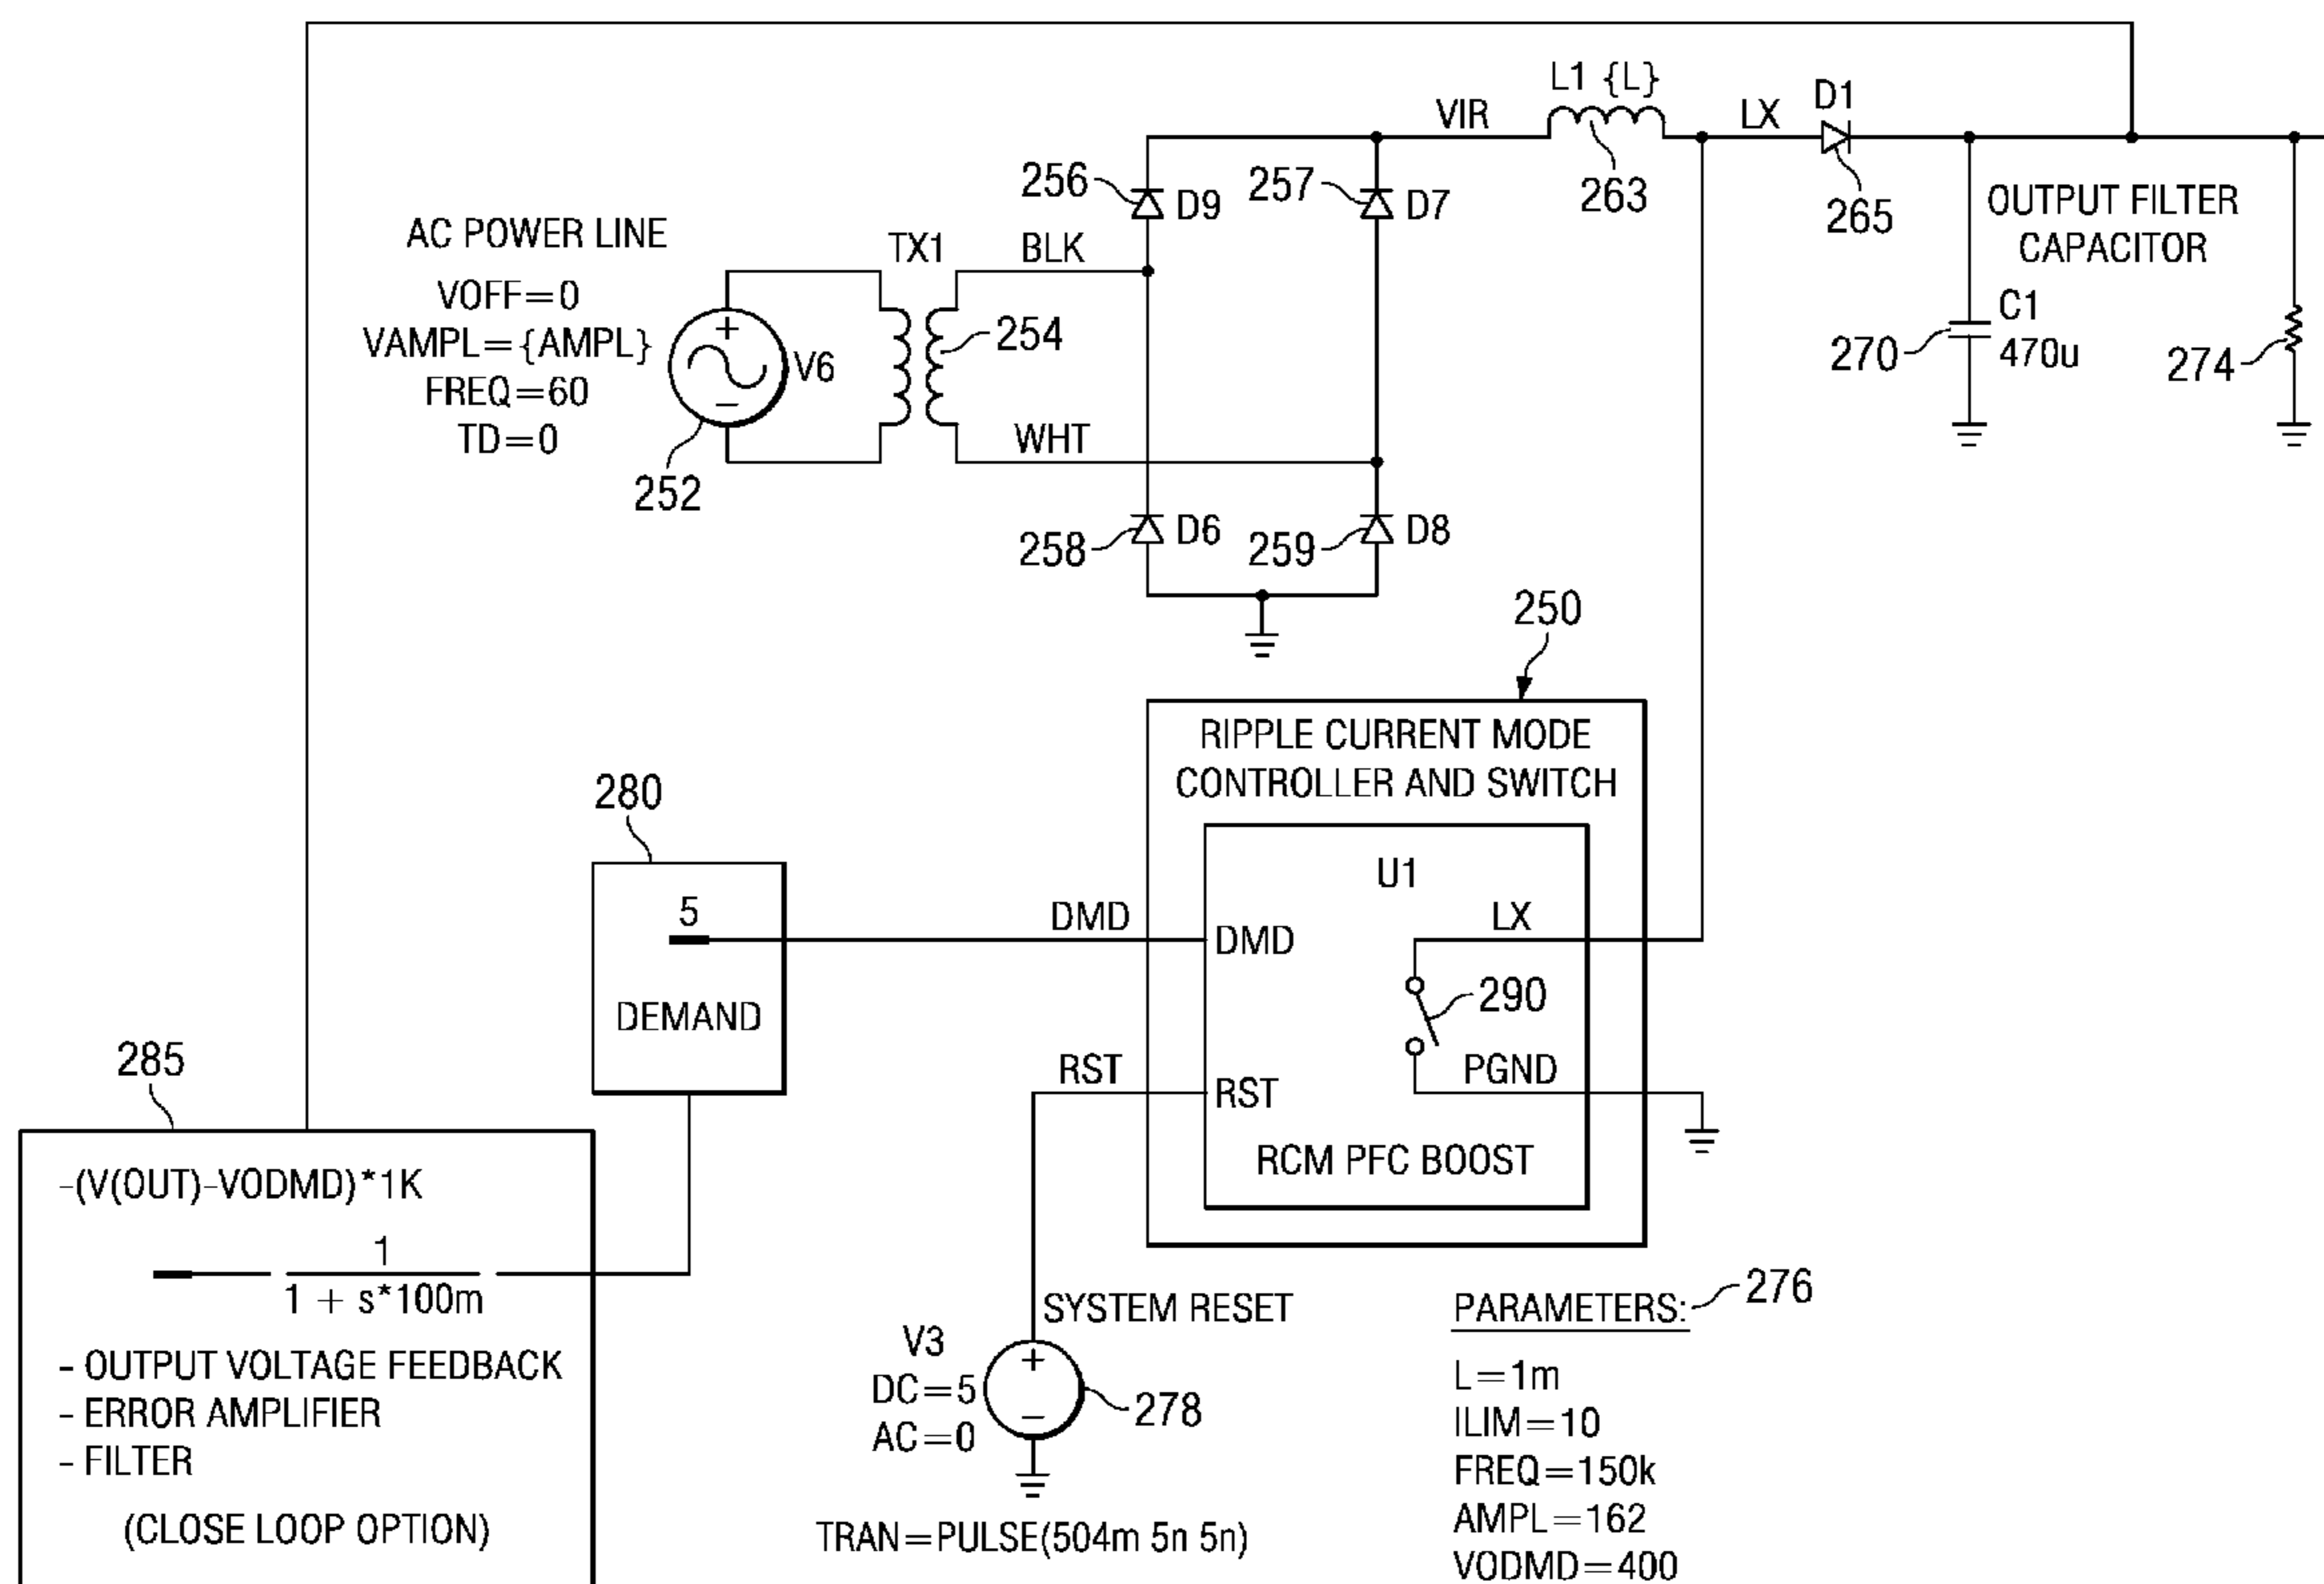 L1 {L}
VIR
LX
D1
256
D9
257
D7
263
265
OUTPUT FILTER
CAPACITOR
AC POWER LINE
VOFF=0
VAMPL={AMPL}
FREQ=60
TD=0
TX1
BLK
V6
254
WHT
252
C1
470u
270
274
258
D6
259
D8
250
RIPPLE CURRENT MODE
CONTROLLER AND SWITCH
280
5
DEMAND
DMD
DMD
U1
LX
290
RST
RST
PGND
RCM PFC BOOST
285
-(V(OUT)-VODMD)*1K
1
1 + s*100m
- OUTPUT VOLTAGE FEEDBACK
- ERROR AMPLIFIER
- FILTER
(CLOSE LOOP OPTION)
SYSTEM RESET
V3
DC=5
AC=0
278
TRAN=PULSE(504m 5n 5n)
PARAMETERS:
276
L=1m
ILIM=10
FREQ=150k
AMPL=162
VODMD=400